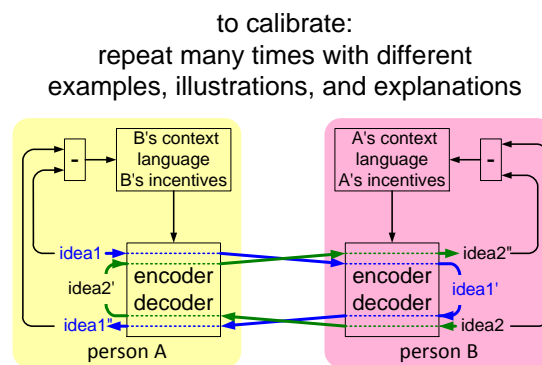 to calibrate:
repeat many times with different
examples, illustrations, and explanations
B's context
language
B's incentives
-
A's context
language
A's incentives
-
idea1
idea2'
idea1"
encoder
decoder
encoder
decoder
idea2"
idea1'
idea2
person A
person B